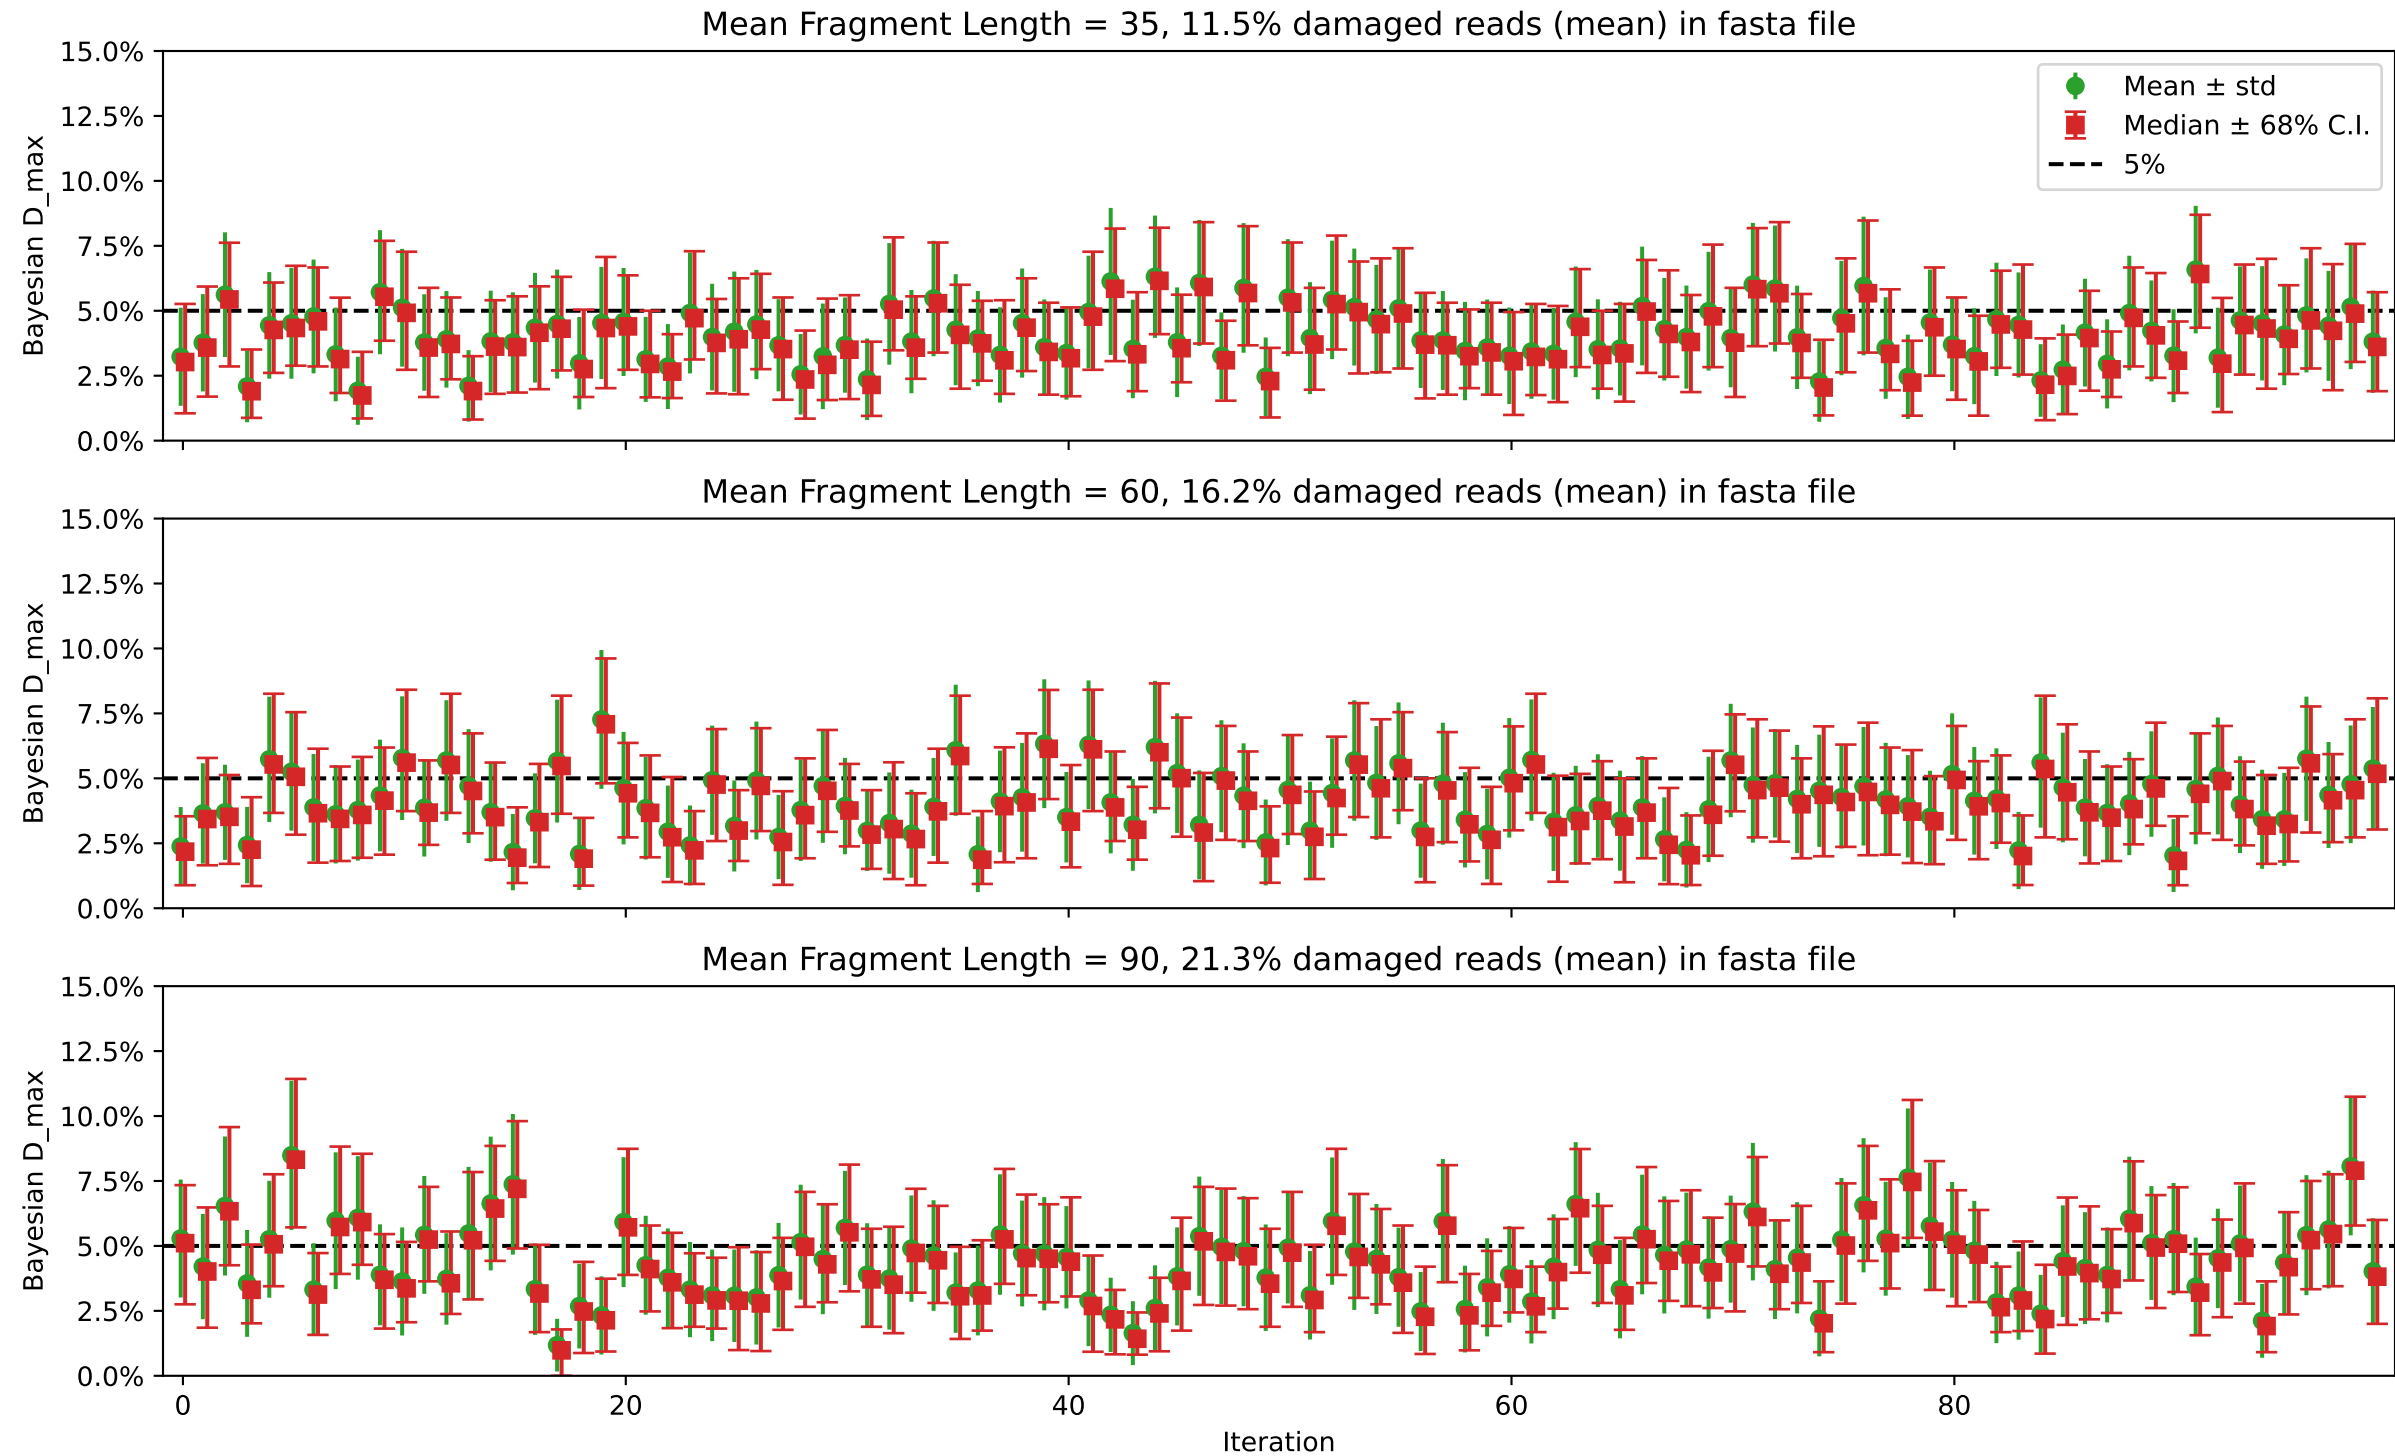 Mean Fragment Length = 35, 11.5% damaged reads (mean) in fasta file
15.0%
12.5%
10.0%
7.5%
5.0%
2.5%
0.0%
Bayesian D_max
Mean ± std
Median ± 68% C.I.
5%
Mean Fragment Length = 60, 16.2% damaged reads (mean) in fasta file
15.0%
12.5%
10.0%
7.5%
5.0%
2.5%
0.0%
Bayesian D_max
Mean Fragment Length = 90, 21.3% damaged reads (mean) in fasta file
15.0%
12.5%
10.0%
7.5%
5.0%
2.5%
0.0%
Bayesian D_max
0 20 40 60 80
Iteration